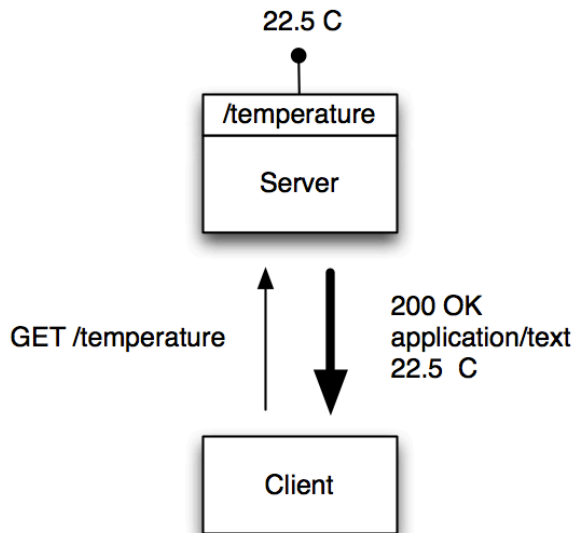 22.5 C
/temperature
Server
GET /temperature
200 OK
application/text
22.5  C
Client